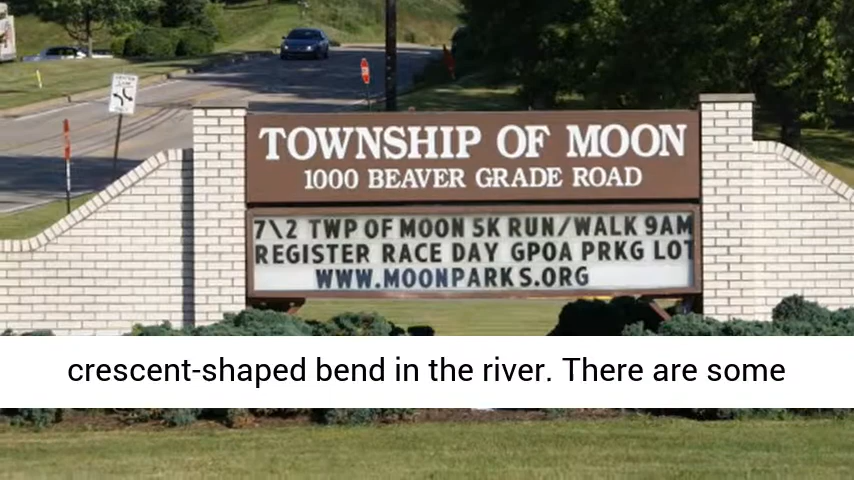 TOWNSHIP OF MOON
1000 BEAVER GRADE ROAD
7\2 TWP OF MOON 5K RUN/WALK 9AM
REGISTER RACE DAY GPOA PRKG LOT
WWW.MOONPARKS.ORG
crescent-shaped bend in the river. There are some